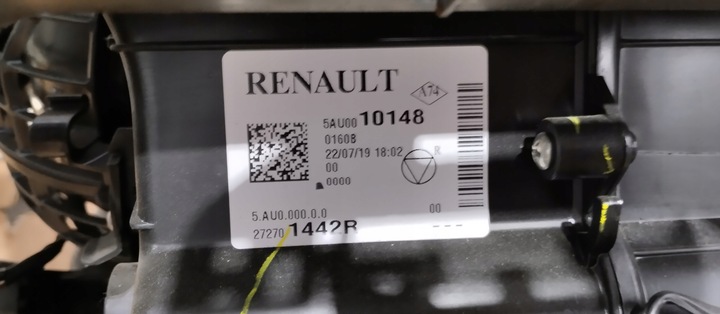 RENAULT
A74
5AU00 10148
0160B
22/07/19 18:02
R
00
0000
5.AU0.000.0.0
00
27270 1442R
---